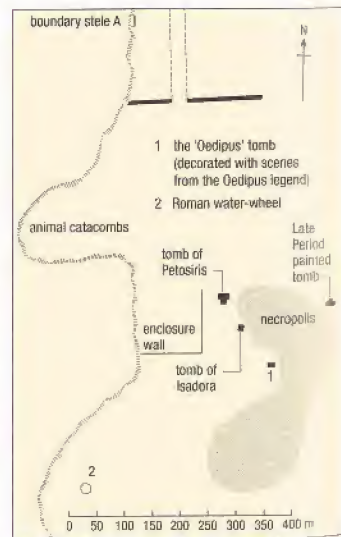 boundary stele A
N
1 the 'Oedipus' tomb
(decorated with scenes
from the Oedipus legend)
2 Roman water-wheel
animal catacombs
Late
Period
painted
tomb
tomb of
Petosiris
necropolis
enclosure
wall
tomb of
Isadora
1
2
0 50 100 150 200 250 300 350 400 m